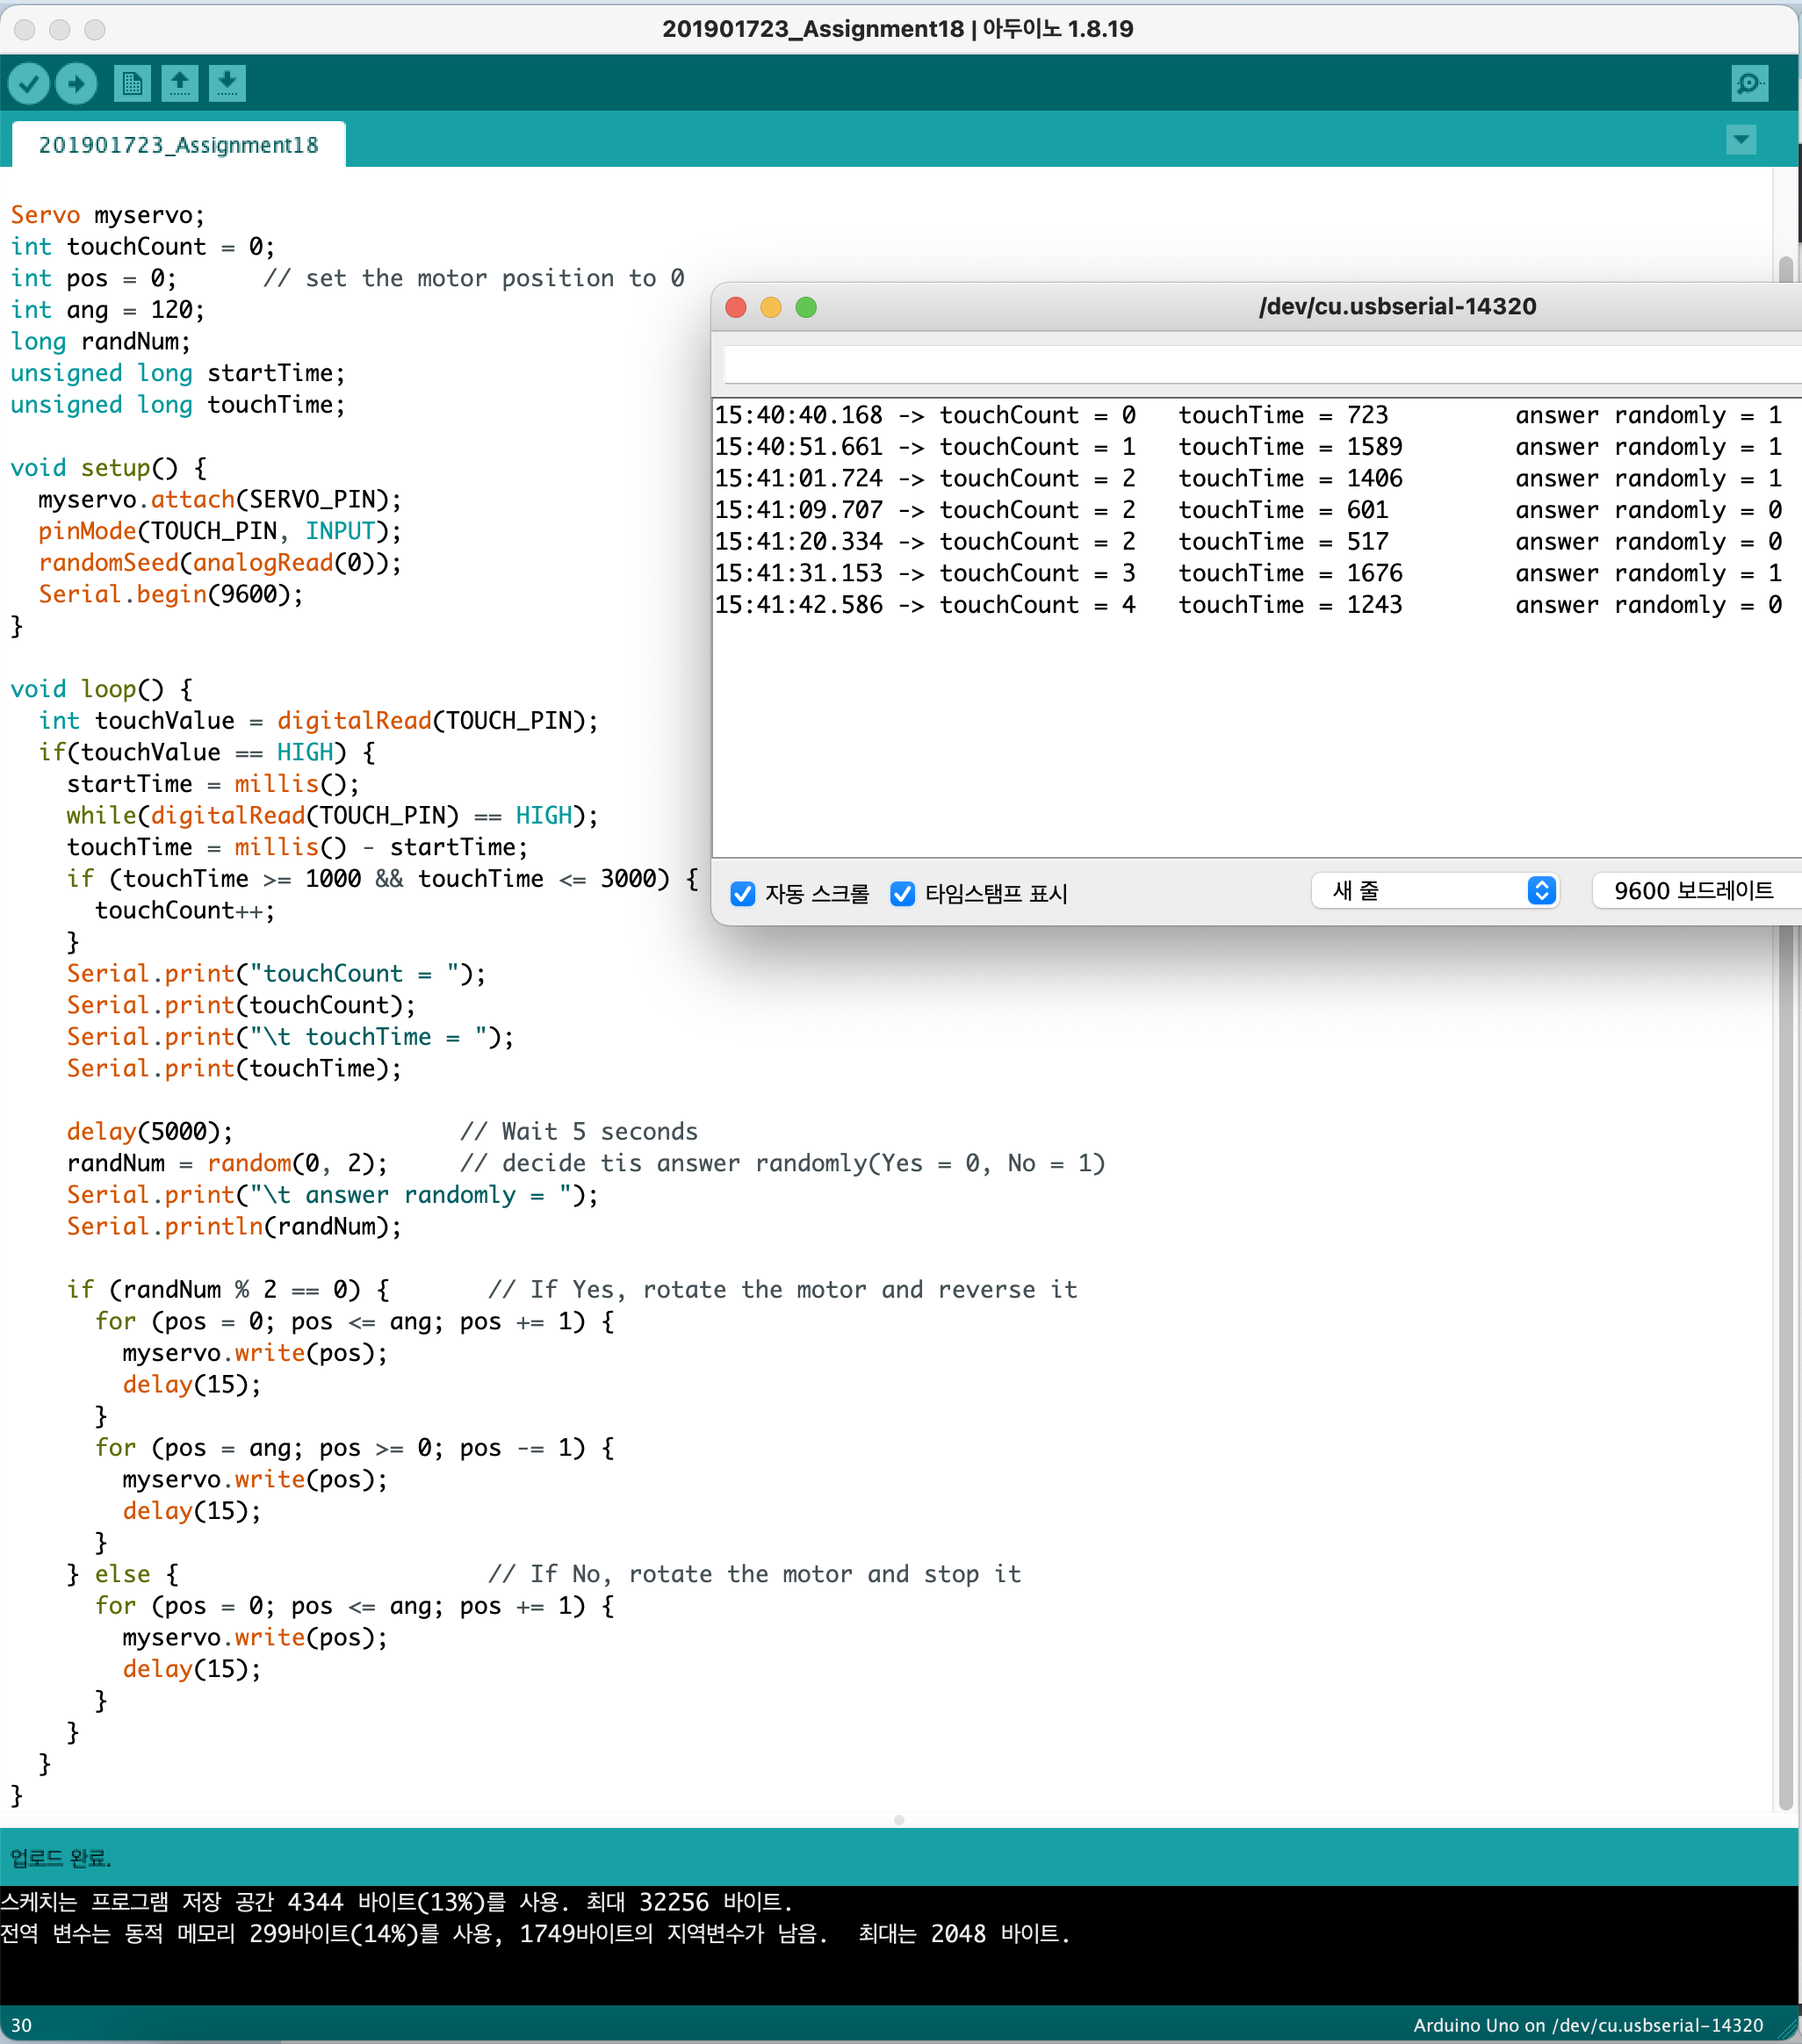 201901723_Assignment18 | 아두이노 1.8.19
201901723_Assignment18
Servo myservo;
int touchCount = 0;
int pos = 0;      // set the motor position to 0
int ang = 120;
long randNum;
unsigned long startTime;
unsigned long touchTime;
void setup() {
  myservo.attach(SERVO_PIN);
  pinMode(TOUCH_PIN, INPUT);
  randomSeed(analogRead(0));
  Serial.begin(9600);
}
void loop() {
  int touchValue = digitalRead(TOUCH_PIN);
  if(touchValue == HIGH) {
    startTime = millis();
    while(digitalRead(TOUCH_PIN) == HIGH);
    touchTime = millis() - startTime;
    if (touchTime >= 1000 && touchTime <= 3000) {
      touchCount++;
    }
    Serial.print("touchCount = ");
    Serial.print(touchCount);
    Serial.print("\t touchTime = ");
    Serial.print(touchTime);
    delay(5000);                // Wait 5 seconds
    randNum = random(0, 2);     // decide tis answer randomly(Yes = 0, No = 1)
    Serial.print("\t answer randomly = ");
    Serial.println(randNum);
    if (randNum % 2 == 0) {       // If Yes, rotate the motor and reverse it
      for (pos = 0; pos <= ang; pos += 1) {
        myservo.write(pos);
        delay(15);
      }
      for (pos = ang; pos >= 0; pos -= 1) {
        myservo.write(pos);
        delay(15);
      }
    } else {                      // If No, rotate the motor and stop it
      for (pos = 0; pos <= ang; pos += 1) {
        myservo.write(pos);
        delay(15);
      }
    }
  }
}
/dev/cu.usbserial-14320
15:40:40.168 -> touchCount = 0   touchTime = 723         answer randomly = 1
15:40:51.661 -> touchCount = 1   touchTime = 1589        answer randomly = 1
15:41:01.724 -> touchCount = 2   touchTime = 1406        answer randomly = 1
15:41:09.707 -> touchCount = 2   touchTime = 601         answer randomly = 0
15:41:20.334 -> touchCount = 2   touchTime = 517         answer randomly = 0
15:41:31.153 -> touchCount = 3   touchTime = 1676        answer randomly = 1
15:41:42.586 -> touchCount = 4   touchTime = 1243        answer randomly = 0
자동 스크롤 타임스탬프 표시 새 줄 9600 보드레이트
업로드 완료.
스케치는 프로그램 저장 공간 4344 바이트(13%)를 사용. 최대 32256 바이트.
전역 변수는 동적 메모리 299바이트(14%)를 사용, 1749바이트의 지역변수가 남음.  최대는 2048 바이트.
30 Arduino Uno on /dev/cu.usbserial-14320